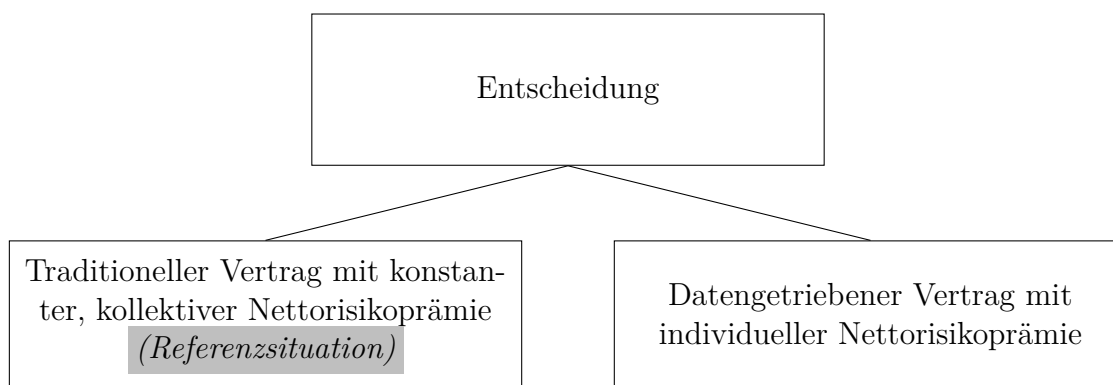 Entscheidung
Traditioneller Vertrag mit konstan-
ter, kollektiver Nettorisikoprämie
(Referenzsituation)
Datengetriebener Vertrag mit
individueller Nettorisikoprämie